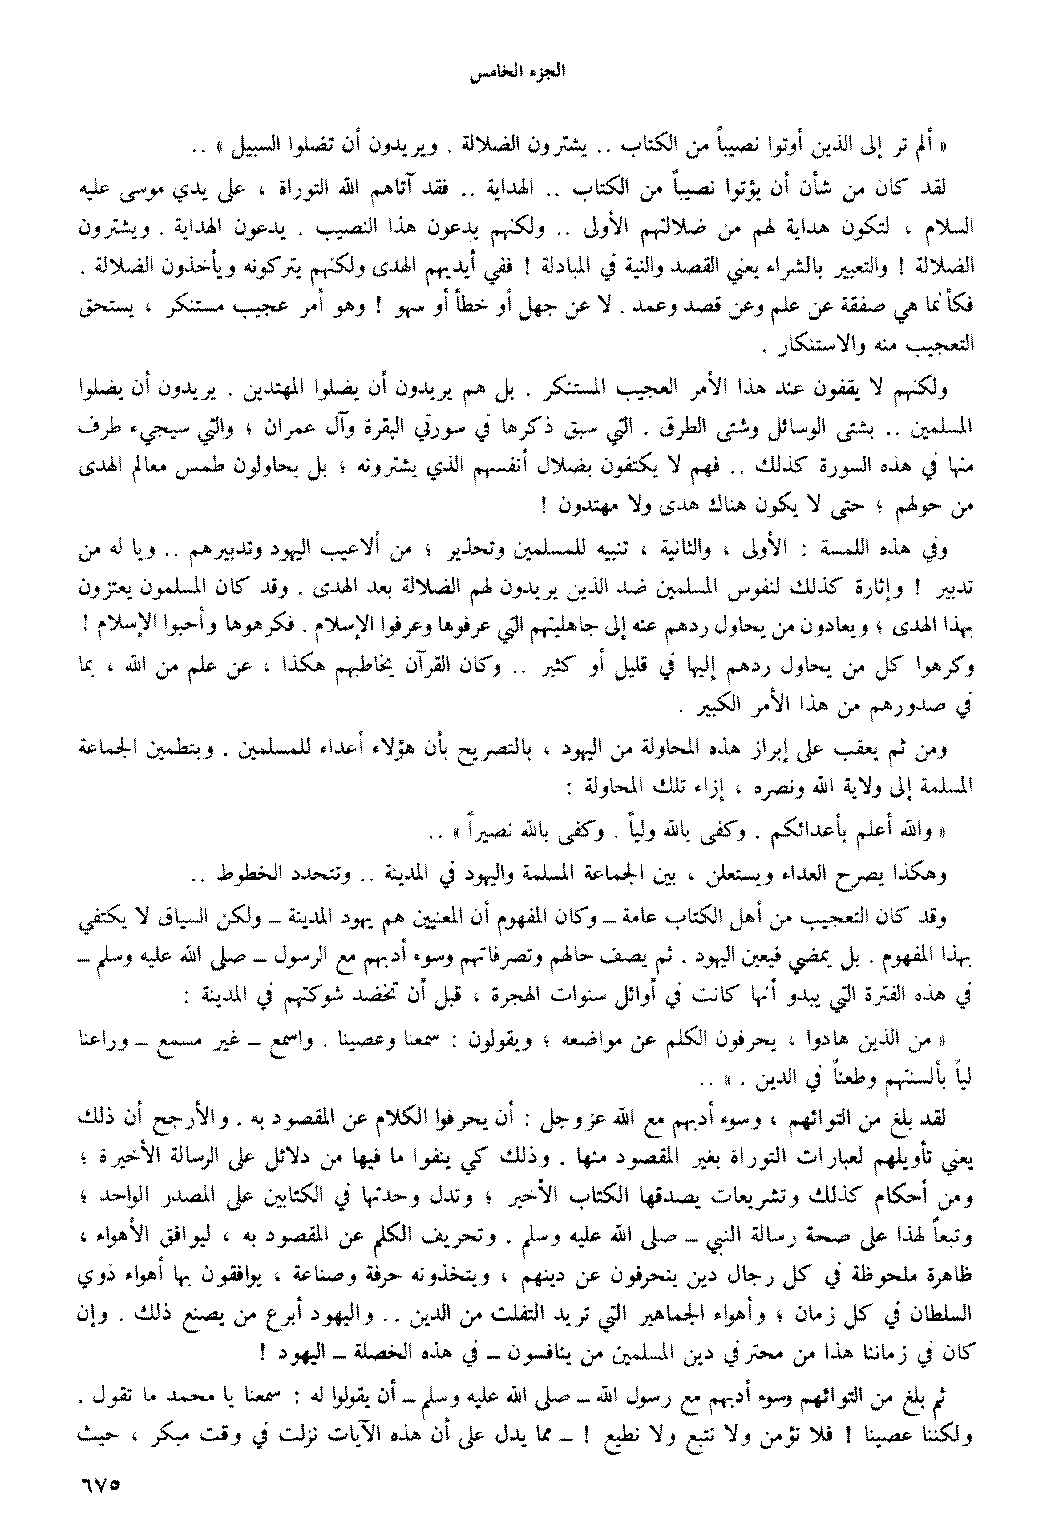 الجزء الخامس
« ألم تر إلى الذين أوتوا نصيباً من الكتاب .. يشترون الضلالة . ويريدون أن تضلوا السبيل » ..
لقد كان من شأن أن يؤتوا نصيباً من الكتاب .. الهداية .. فقد آتاهم الله التوراة ، على يدي موسى عليه
السلام ، لتكون هداية لهم من ضلالتهم الأولى .. ولكنهم يدعون هذا النصيب . يدعون الهداية . ويشترون
الضلالة ! والتعبير بالشراء يعني القصد والنية في المبادلة ! ففي أيديهم الهدى ولكنهم يتركونه ويأخذون الضلالة .
فكأنما هي صفقة عن علم وعن قصد وعمد . لا عن جهل أو خطأ أو سهو ! وهو أمر عجيب مستنكر ، يستحق
التعجيب منه والاستنكار .
ولكنهم لا يقفون عند هذا الأمر العجيب المستنكر . بل هم يريدون أن يضلوا المهتدين . يريدون أن يضلوا
المسلمين .. بشتى الوسائل وشتى الطرق . التي سبق ذكرها في سورتي البقرة وآل عمران ؛ والتي سيجيء طرف
منها في هذه السورة كذلك .. فهم لا يكتفون بضلال أنفسهم الذي يشترونه ؛ بل يحاولون طمس معالم الهدى
من حولهم ؛ حتى لا يكون هناك هدى ولا مهتدون !
وفي هذه اللمسة : الأولى ، والثانية ، تنبيه للمسلمين وتحذير ؛ من ألاعيب اليهود وتدبيرهم .. ويا له من
تدبير ! وإثارة كذلك لنفوس المسلمين ضد الذين يريدون لهم الضلالة بعد الهدى . وقد كان المسلمون يعتزون
بهذا الهدى ؛ ويعادون من يحاول ردهم عنه إلى جاهليتهم التي عرفوها وعرفوا الإسلام . فكرهوها وأحبوا الإسلام !
وكرهوا كل من يحاول ردهم إليها في قليل أو كثير .. وكان القرآن يخاطبهم هكذا ، عن علم من الله ، بما
في صدورهم من هذا الأمر الكبير .
ومن ثم يعقب على إبراز هذه المحاولة من اليهود ، بالتصريح بأن هؤلاء أعداء للمسلمين . ويتطمين الجماعة
المسلمة إلى ولاية الله ونصره ، إزاء تلك المحاولة :
« والله أعلم بأعدائكم . وكفى بالله ولياً . وكفى بالله نصيراً » ..
وهكذا يصرح العداء ويستعلن ، بين الجماعة المسلمة واليهود في المدينة .. وتتحدد الخطوط ..
وقد كان التعجيب من أهل الكتاب عامة – وكان المفهوم أن المعنيين هم يهود المدينة – ولكن السياق لا يكتفي
بهذا المفهوم . بل يمضي فيعين اليهود . ثم يصف حالهم وتصرفاتهم وسوء أدبهم مع الرسول – صلى الله عليه وسلم –
في هذه الفترة التي يبدو أنها كانت في أوائل سنوات الهجرة ، قبل أن تخضد شوكتهم في المدينة :
« من الذين هادوا ، يحرفون الكلم عن مواضعه ؛ ويقولون : سمعنا وعصينا . واسمع – غير مسمع – وراعنا
لياً بألسنتهم وطعناً في الدين . » ..
لقد بلغ من التوائهم ، وسوء أدبهم مع الله عز وجل : أن يحرفوا الكلام عن المقصود به . والأرجح أن ذلك
يعني تأويلهم لعبارات التوراة بغير المقصود منها . وذلك كي ينفوا ما فيها من دلائل على الرسالة الأخيرة ؛
ومن أحكام كذلك وتشريعات يصدقها الكتاب الأخير ؛ وتدل وحدتها في الكتابين على المصدر الواحد ؛
وتبعاً لهذا على صحة رسالة النبي – صلى الله عليه وسلم . وتحريف الكلم عن المقصود به ، ليوافق الأهواء ،
ظاهرة ملحوظة في كل رجال دين ينحرفون عن دينهم ، ويتخذونه حرفة وصناعة ، يوافقون بها أهواء ذوي
السلطان في كل زمان ؛ وأهواء الجماهير التي تريد التفلت من الدين .. واليهود أبرع من يصنع ذلك . وإن
كان في زماننا هذا من محترفي دين المسلمين من ينافسون – في هذه الخصلة – اليهود !
ثم بلغ من التوائهم وسوء أدبهم مع رسول الله – صلى الله عليه وسلم – أن يقولوا له : سمعنا يا محمد ما تقول .
ولكننا عصينا ! فلا نؤمن ولا نتبع ولا نطيع ! – مما يدل على أن هذه الآيات نزلت في وقت مبكر ، حيث
٦٧٥